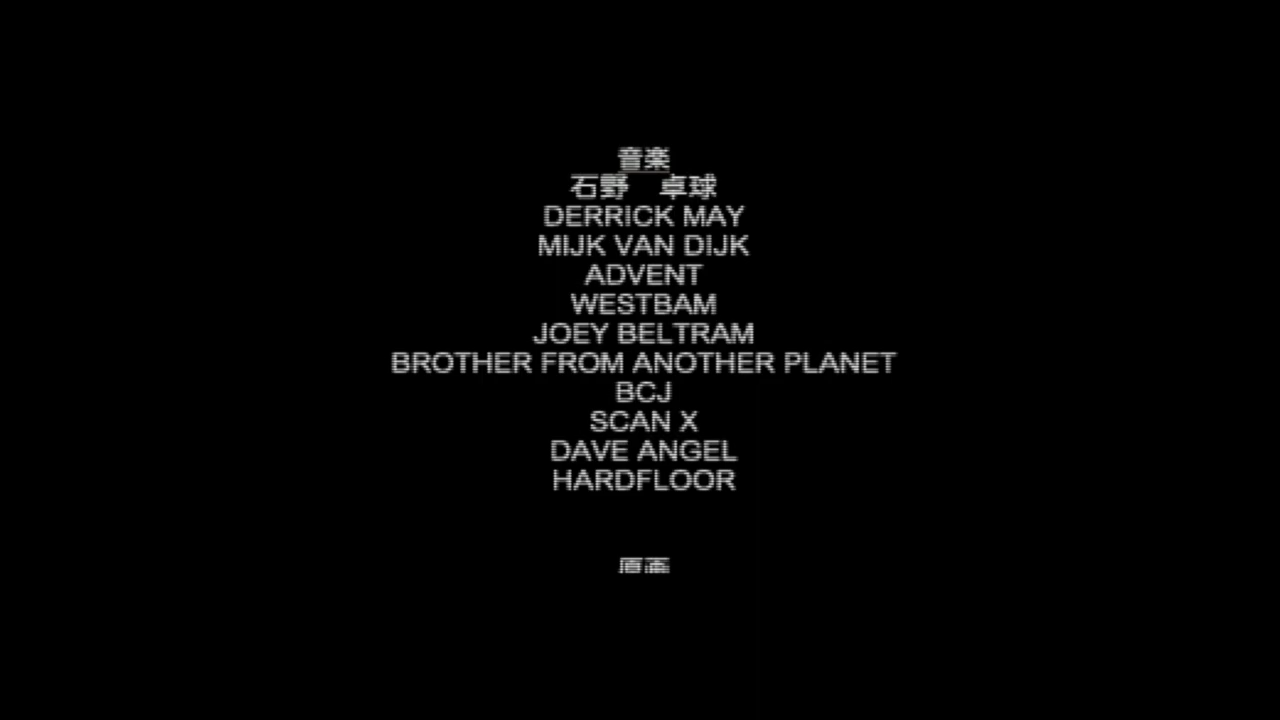 音楽
石野 卓球
DERRICK MAY
MIJK VAN DIJK
ADVENT
WESTBAM
JOEY BELTRAM
BROTHER FROM ANOTHER PLANET
BCJ
SCAN X
DAVE ANGEL
HARDFLOOR
原画